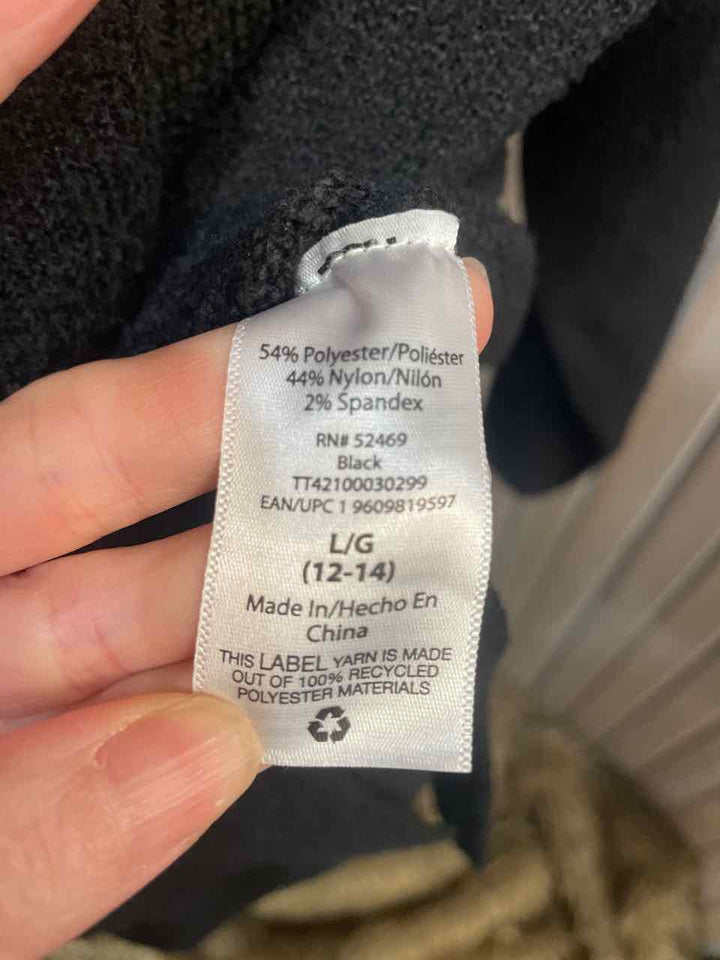 54% Polyester/Poliéster
44% Nylon/Nilón
2% Spandex
RN# 52469
Black
TT42100030299
EAN/UPC 1 9609819597
L/G
(12-14)
Made In/Hecho En
China
THIS LABEL YARN IS MADE
OUT OF 100% RECYCLED
POLYESTER MATERIALS